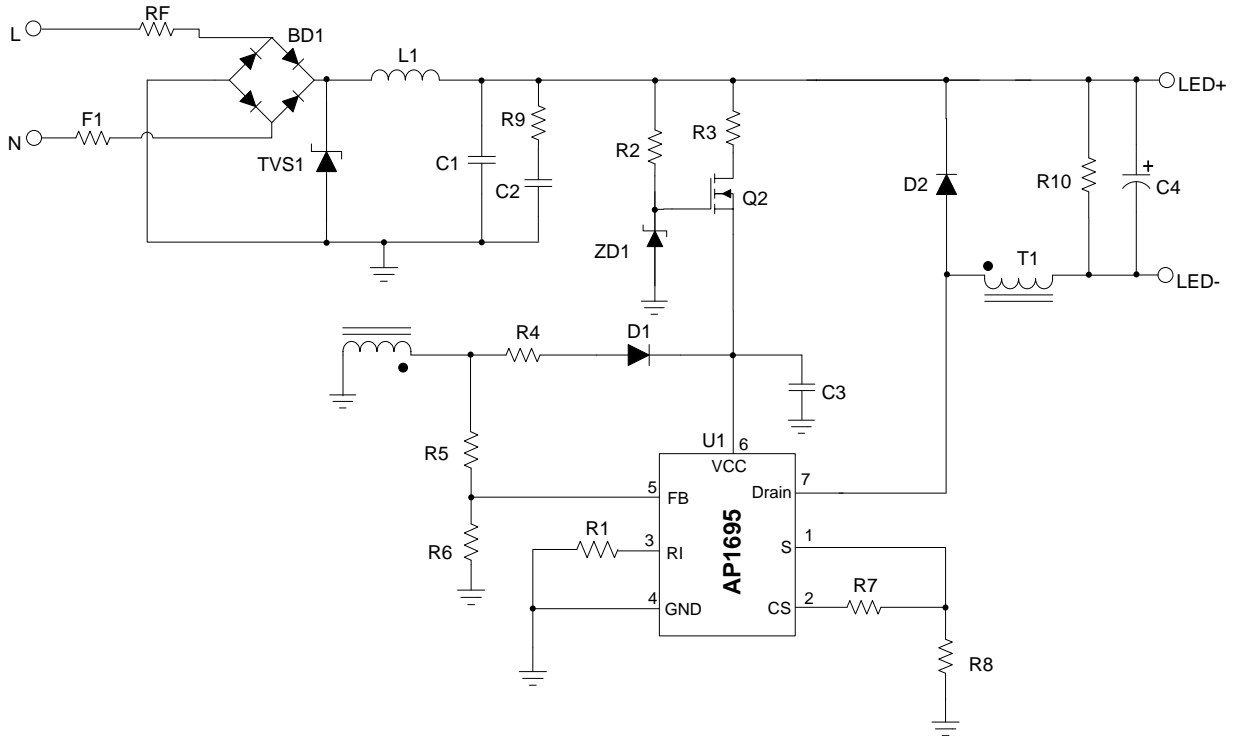 L
RF
BD1
L1
LED+
N
F1
TVS1
C1
R9
C2
R2
R3
Q2
D2
R10
+
C4
ZD1
T1
LED-
R4
D1
C3
R5
U1
6
VCC
5
FB
Drain
7
R6
R1
3
RI
AP1695
S
1
4
GND
CS
2
R7
R8